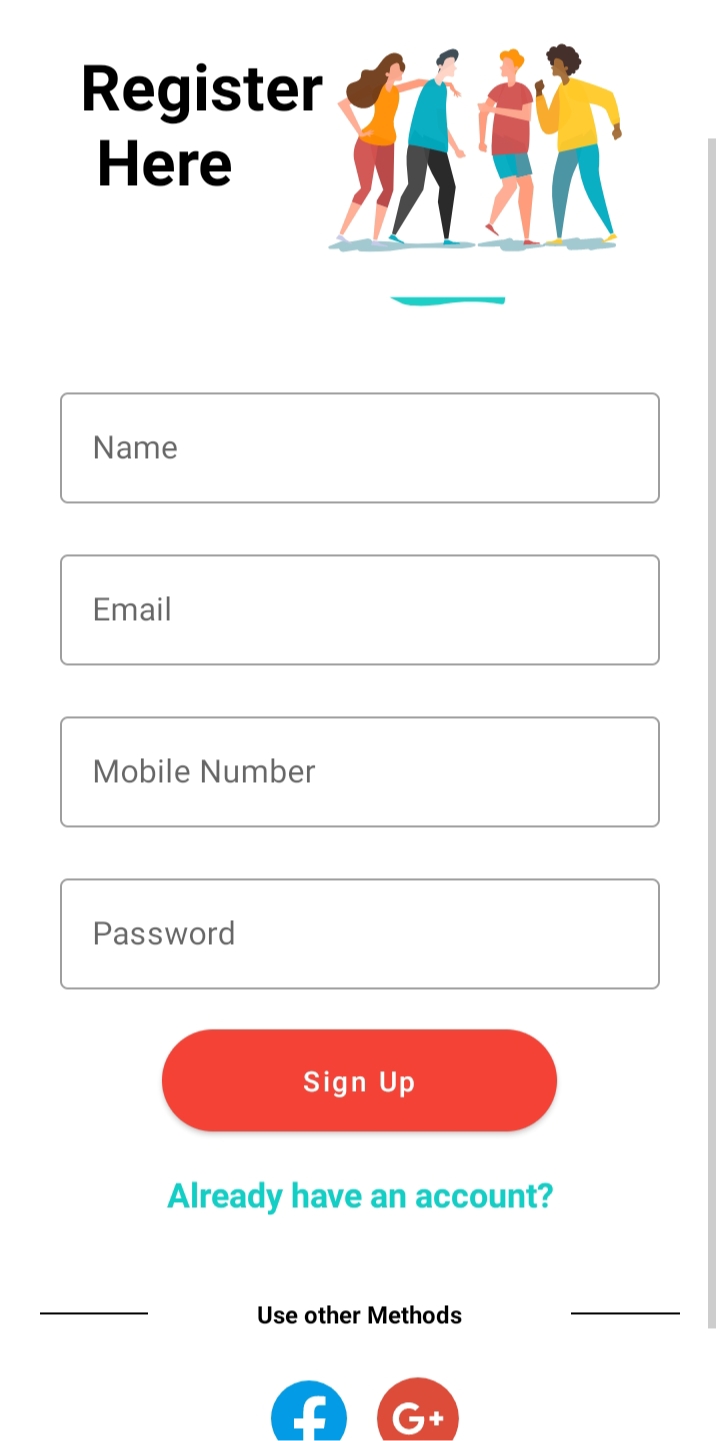 Register
Here
Name
Email
Mobile Number
Password
Sign Up
Already have an account?
Use other Methods
f G+